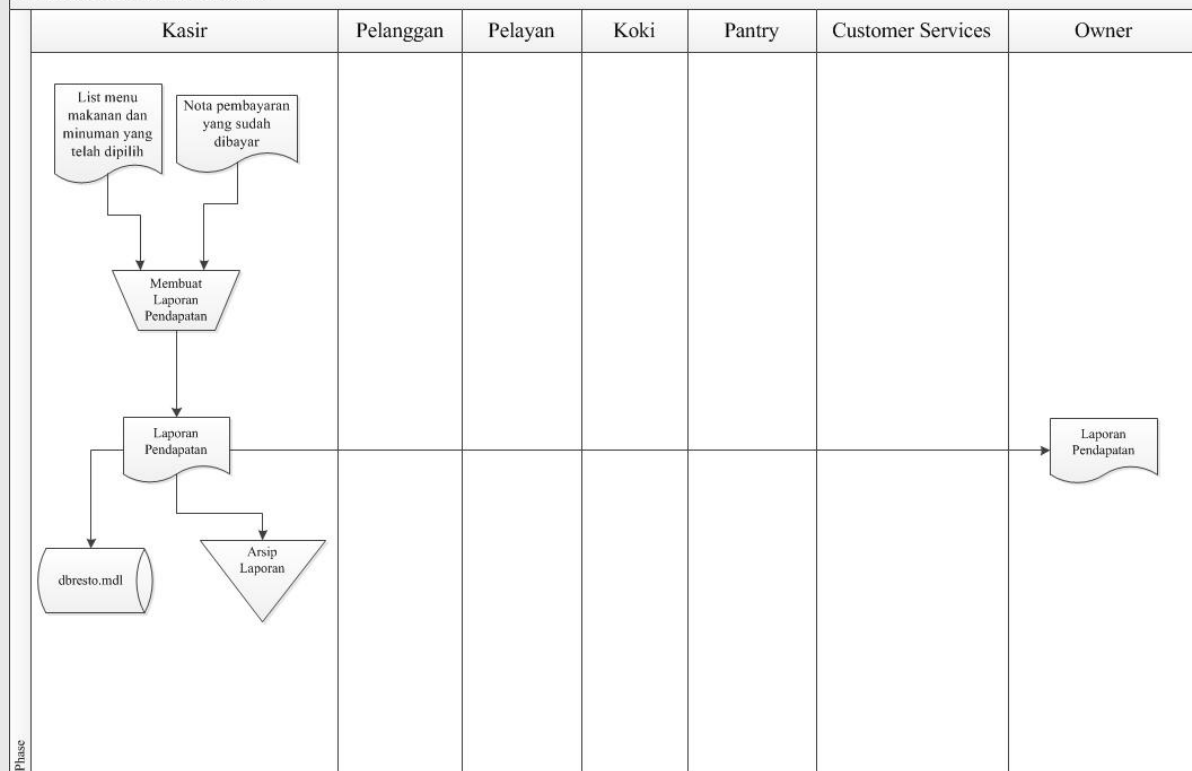 Kasir
Pelanggan
Pelayan
Koki
Pantry
Customer Services
Owner
List menu
makanan dan
minuman yang
telah dipilih
Nota pembayaran
yang sudah
dibayar
Membuat
Laporan
Pendapatan
Laporan
Pendapatan
Laporan
Pendapatan
dbresto.mdl
Arsip
Laporan
Phase